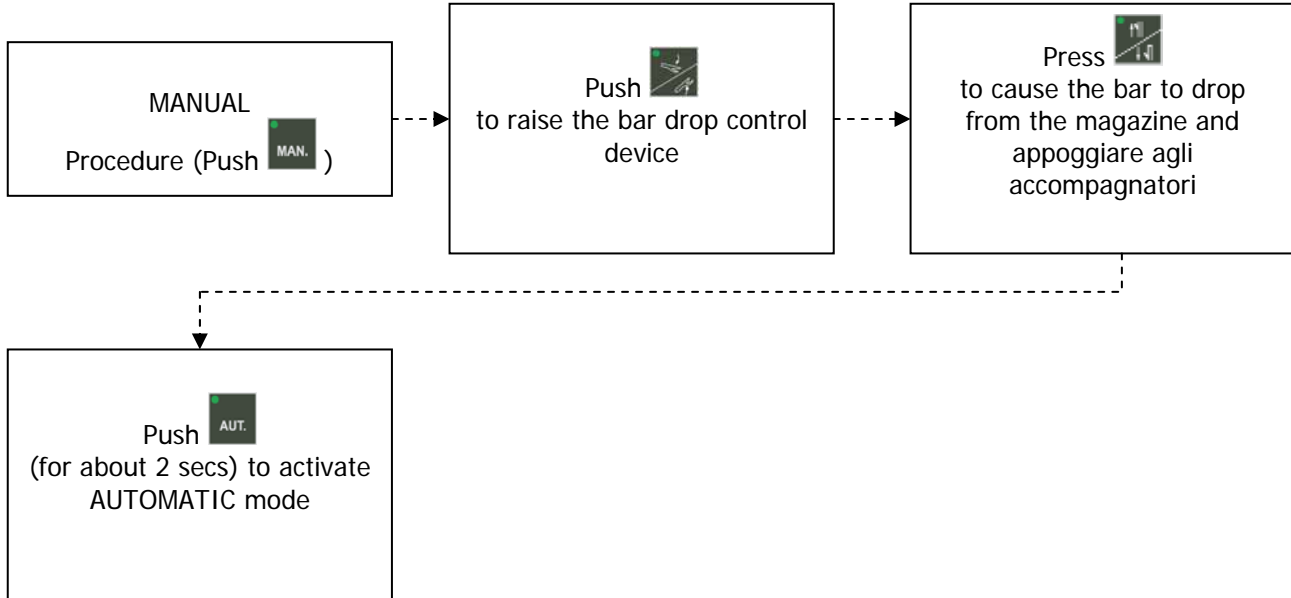 MANUAL
Procedure (Push MAN. )
Push
to raise the bar drop control
device
Press
to cause the bar to drop
from the magazine and
appoggiare agli
accompagnatori
Push AUT.
(for about 2 secs) to activate
AUTOMATIC mode